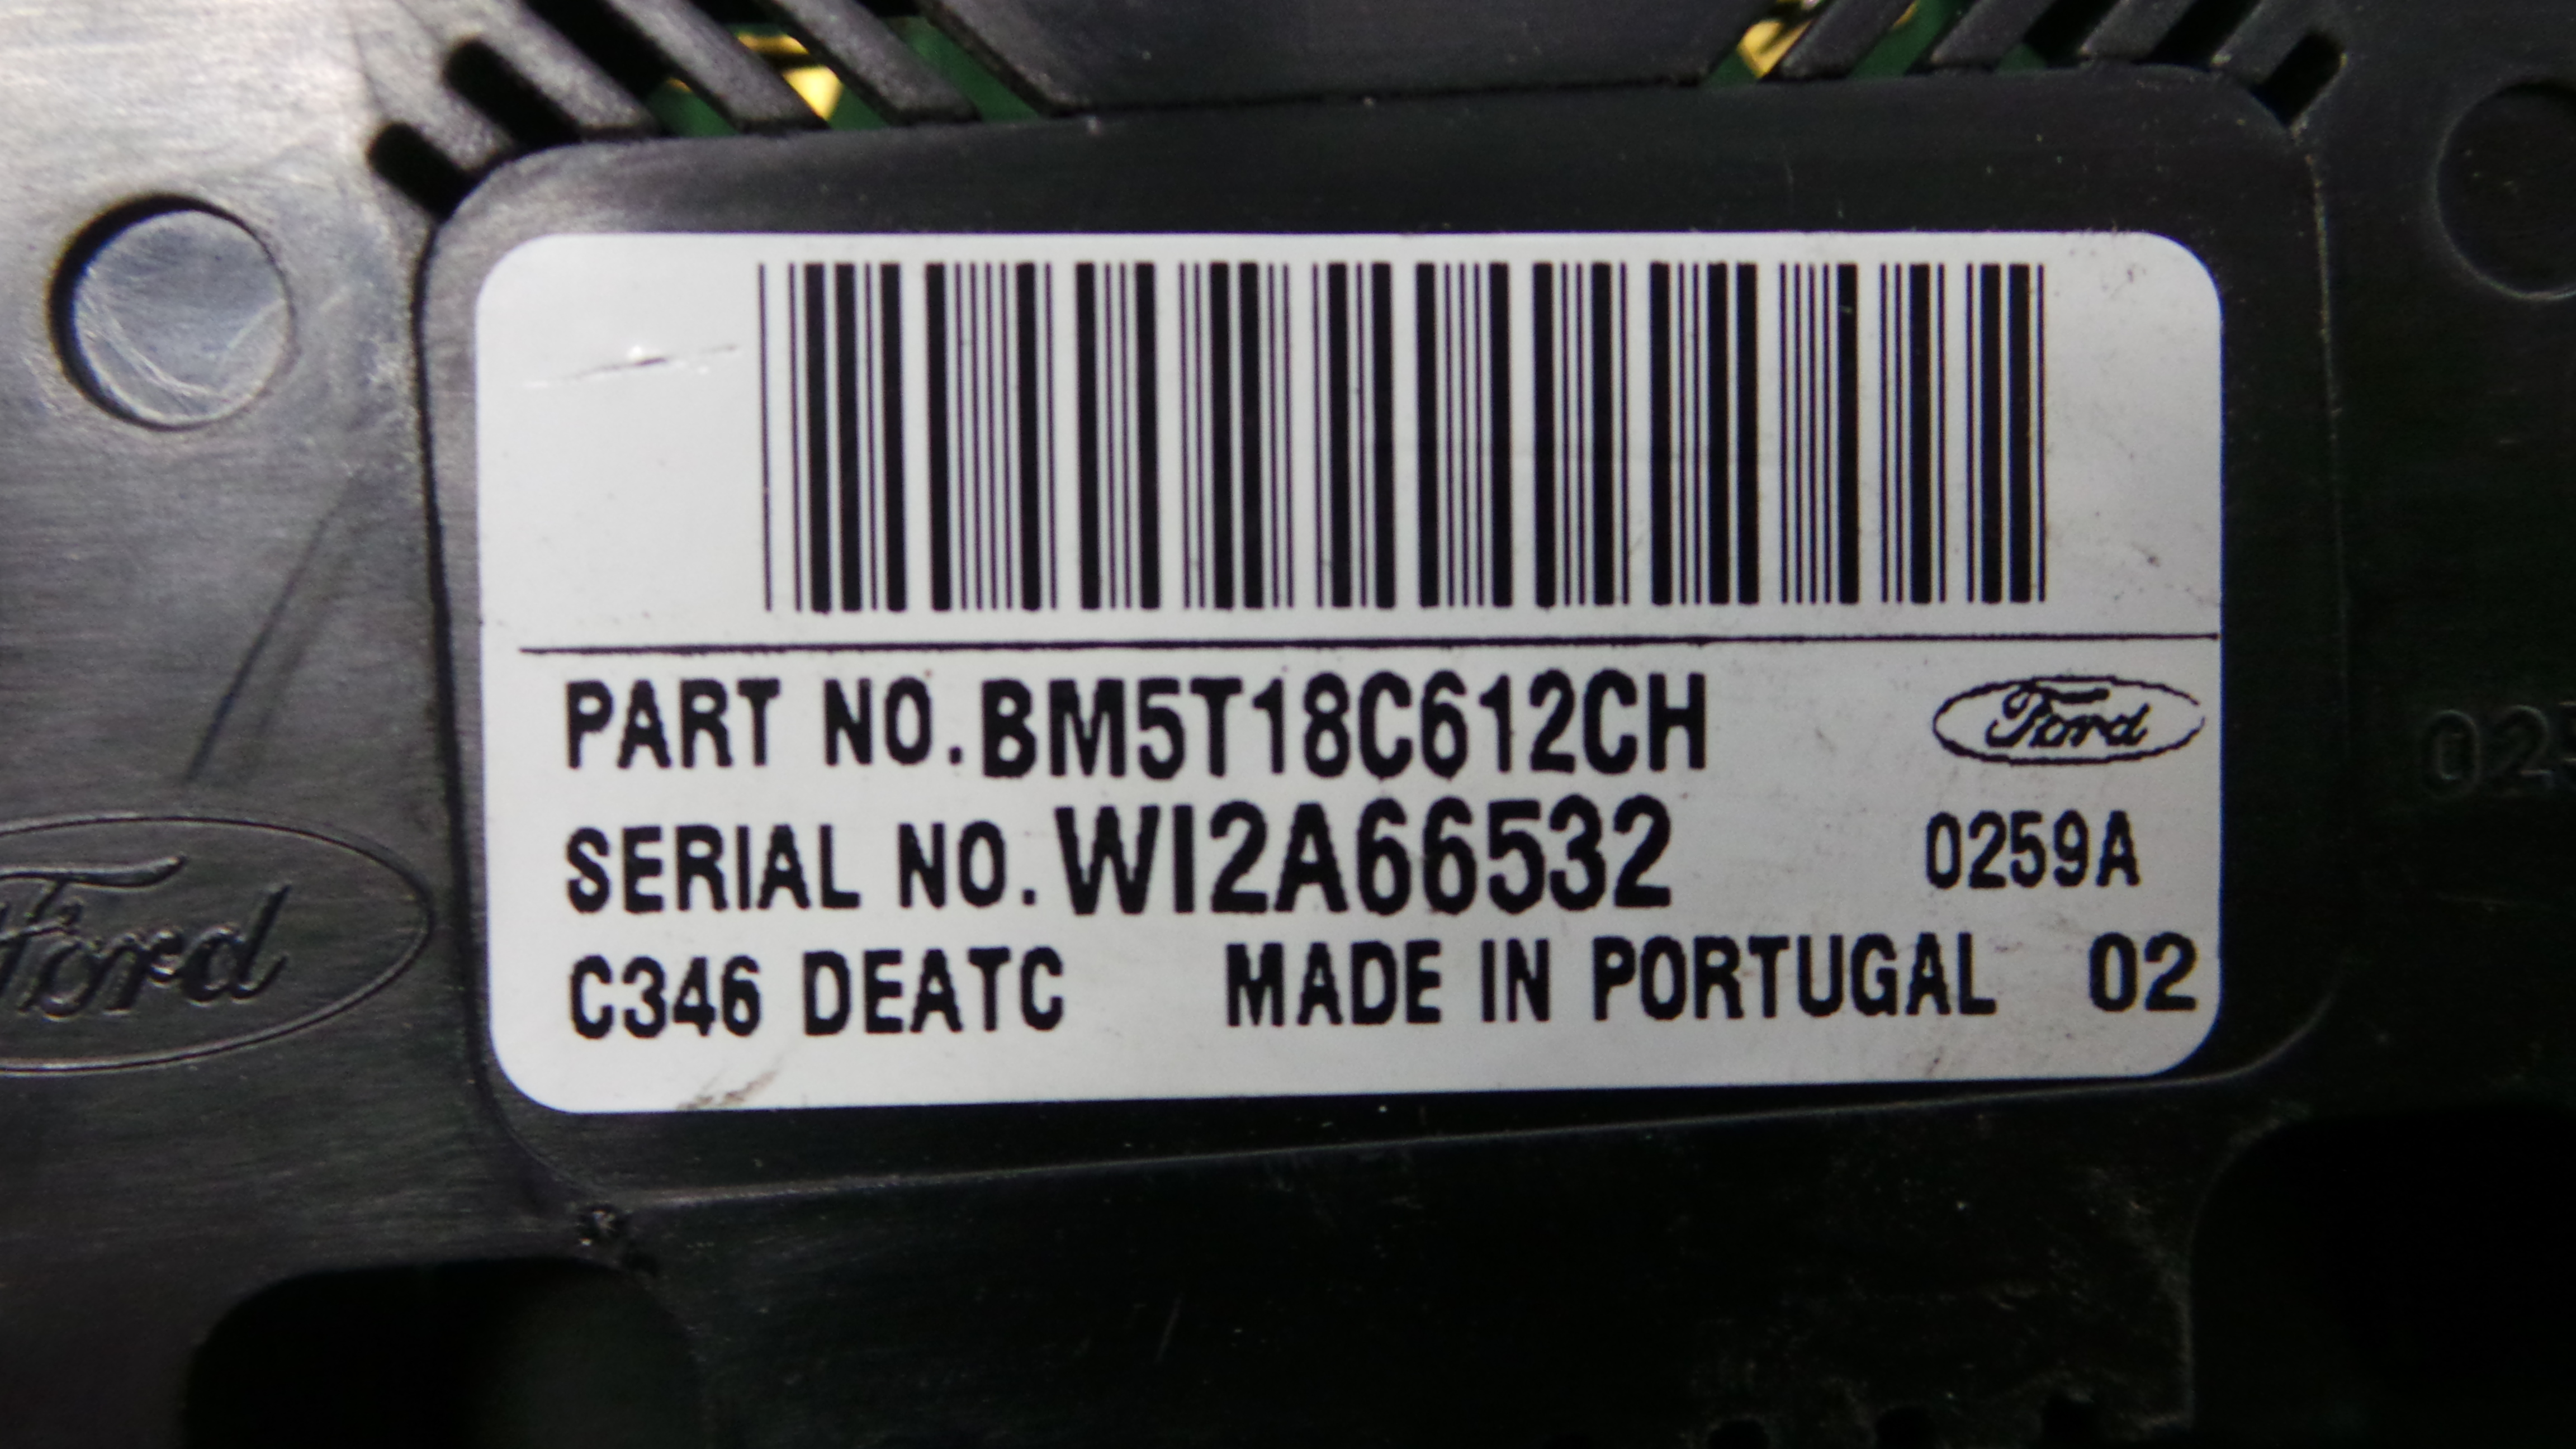 PART NO.BM5T18C612CH
Ford
SERIAL NO.WI2A66532 0259A
C346 DEATC MADE IN PORTUGAL 02
Ford